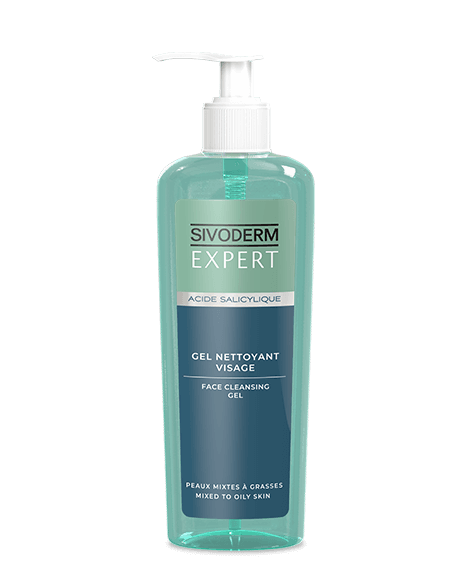 SIVODERM
EXPERT
ACIDE SALICYLIQUE
GEL NETTOYANT
VISAGE
FACE CLEANSING
GEL
PEAUX MIXTES À GRASSES
MIXED TO OILY SKIN